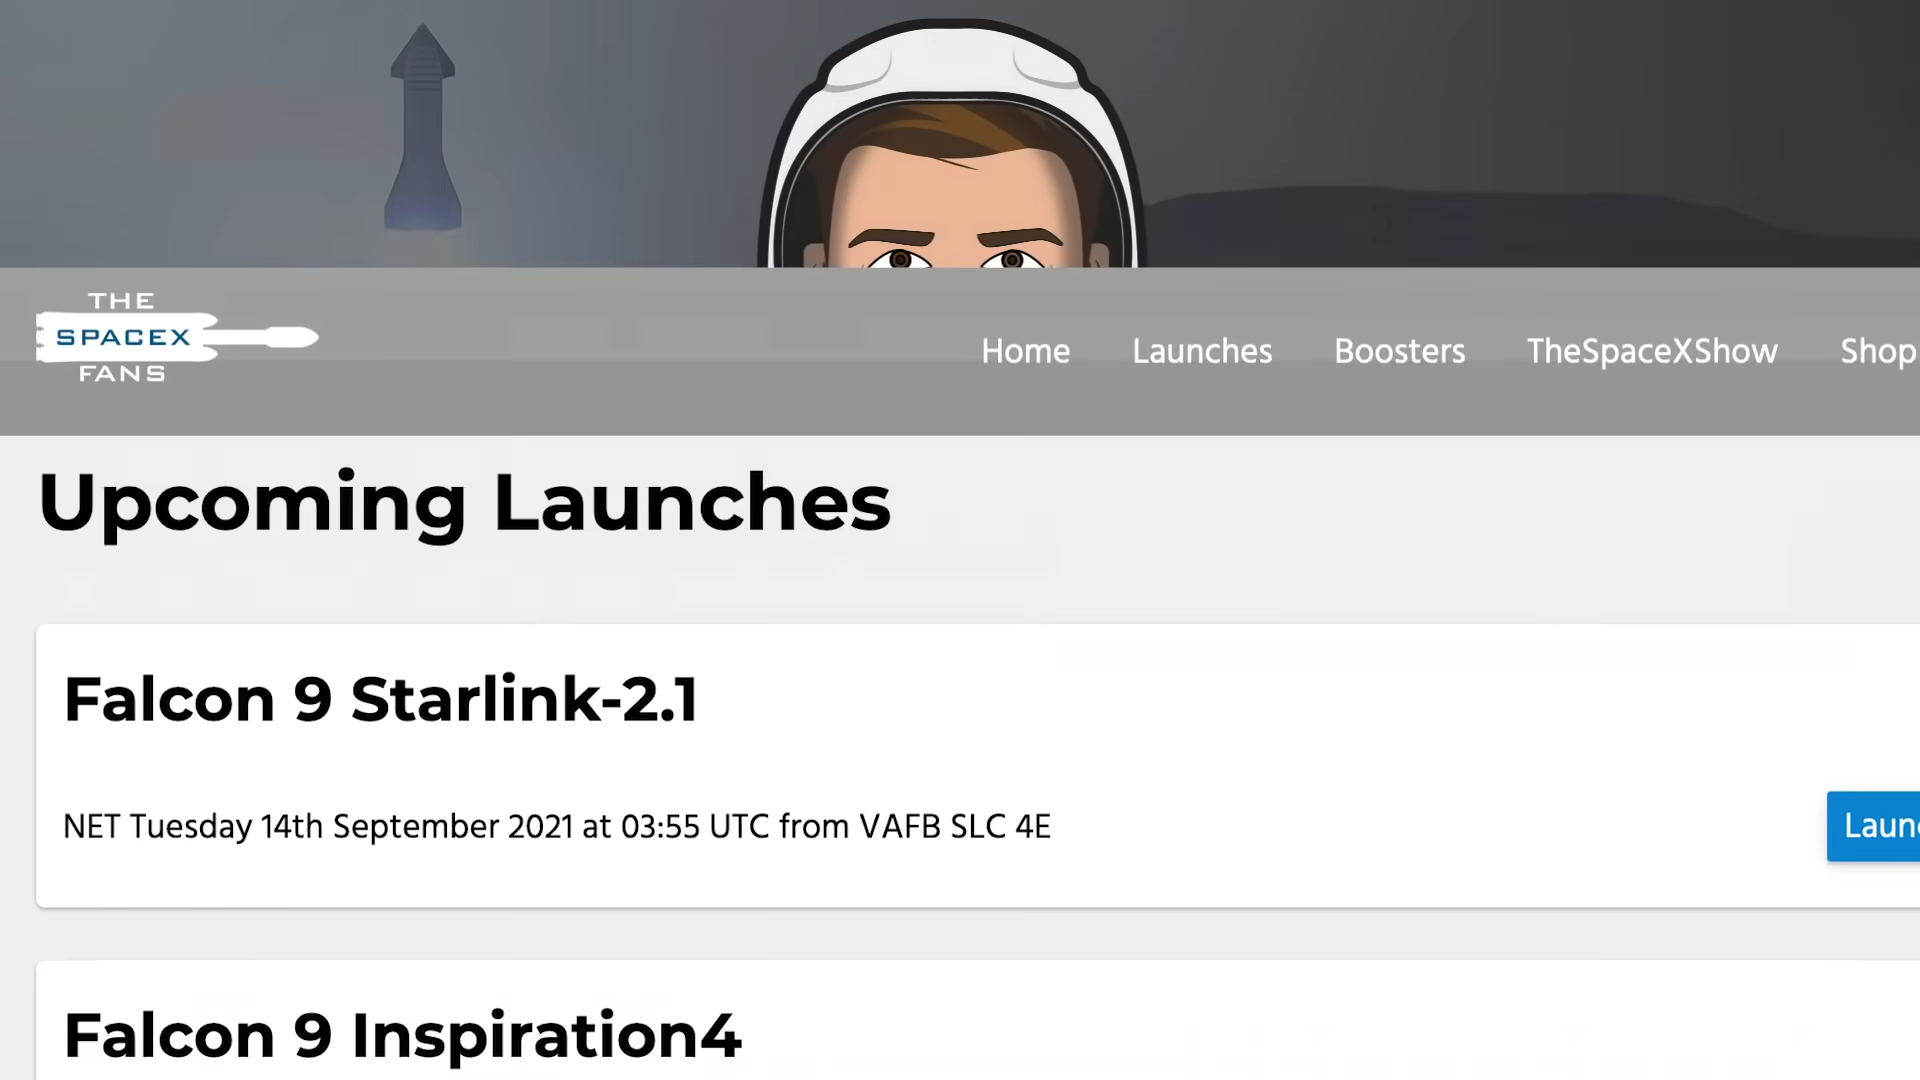 THE
SPACEX
FANS
Home Launches Boosters TheSpaceXShow Shop
Upcoming Launches
Falcon 9 Starlink-2.1
NET Tuesday 14th September 2021 at 03:55 UTC from VAFB SLC 4E
Falcon 9 Inspiration4